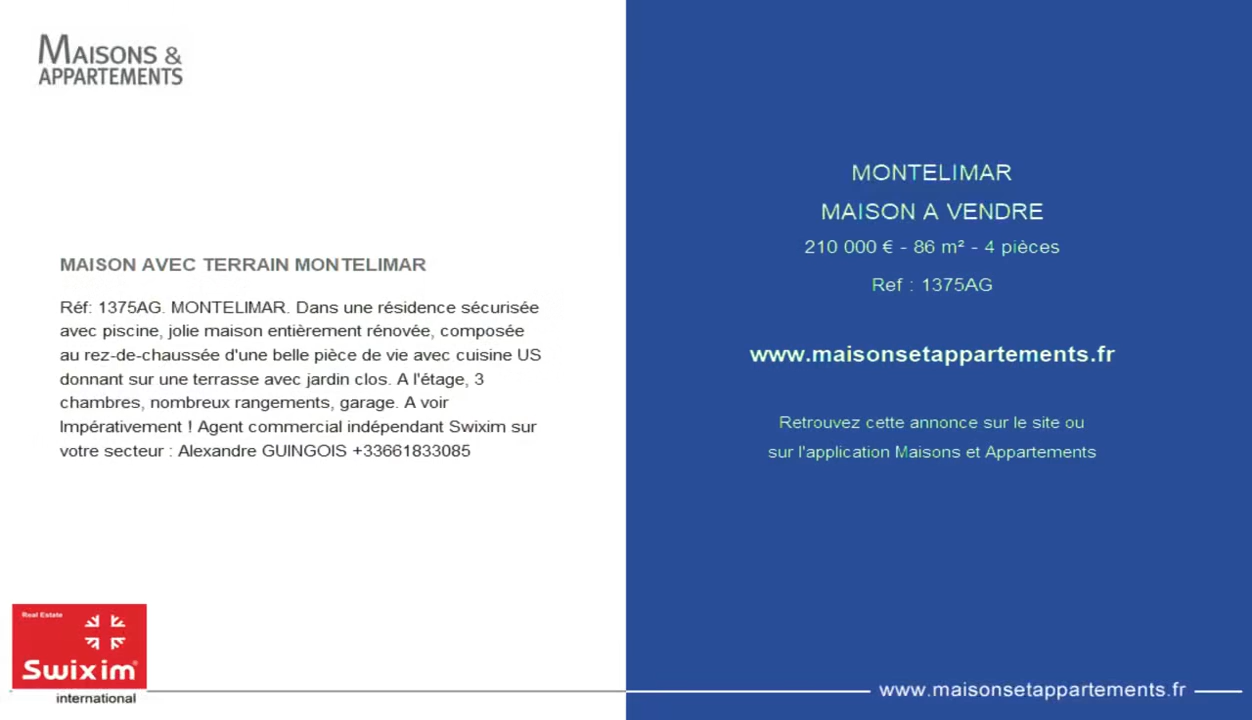 MAISONS &
APPARTEMENTS
MAISON AVEC TERRAIN MONTELIMAR
Réf: 1375AG. MONTELIMAR. Dans une résidence sécurisée
avec piscine, jolie maison entièrement rénovée, composée
au rez-de-chaussée d'une belle pièce de vie avec cuisine US
donnant sur une terrasse avec jardin clos. A l'étage, 3
chambres, nombreux rangements, garage. A voir
Impérativement ! Agent commercial indépendant Swixim sur
votre secteur : Alexandre GUINGOIS +33661833085
Real Estate
Swixim®
international
MONTELIMAR
MAISON A VENDRE
210 000 € - 86 m² - 4 pièces
Ref : 1375AG
www.maisonsetappartements.fr
Retrouvez cette annonce sur le site ou
sur l'application Maisons et Appartements
www.maisonsetappartements.fr